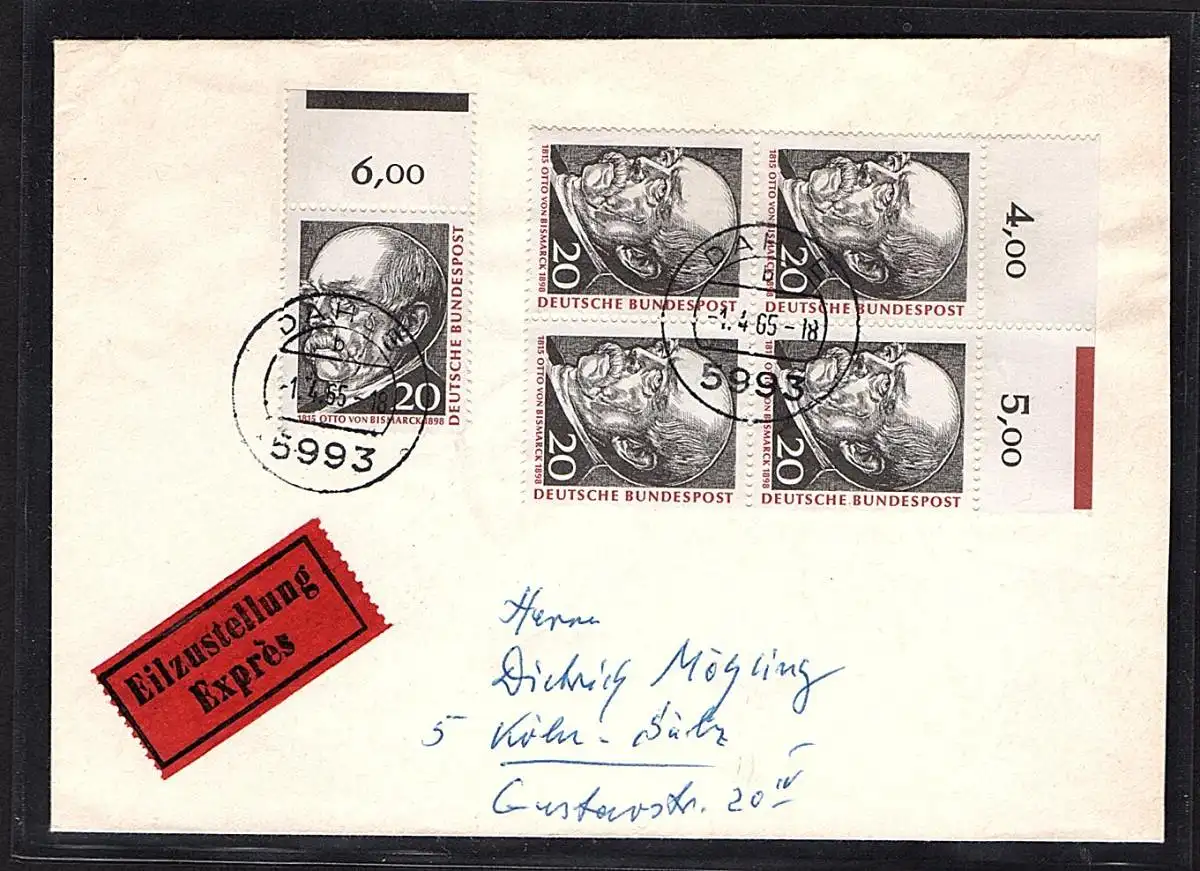 6,00
DEUTSCHE BUNDESPOST
20
1815 OTTO VON BISMARCK 1898
-1.4.65-18
b
5993
1815 OTTO VON BISMARCK 1898
20
DEUTSCHE BUNDESPOST
1815 OTTO VON BISMARCK 1898
20
DEUTSCHE BUNDESPOST
4,00
1815 OTTO VON BISMARCK 1898
20
DEUTSCHE BUNDESPOST
1815 OTTO VON BISMARCK 1898
20
DEUTSCHE BUNDESPOST
5,00
-1.4.65-18
5993
Eilzustellung
Exprès
Herrn
Dietrich
5 Köln-Sülz
Gustavstr. 20 IV